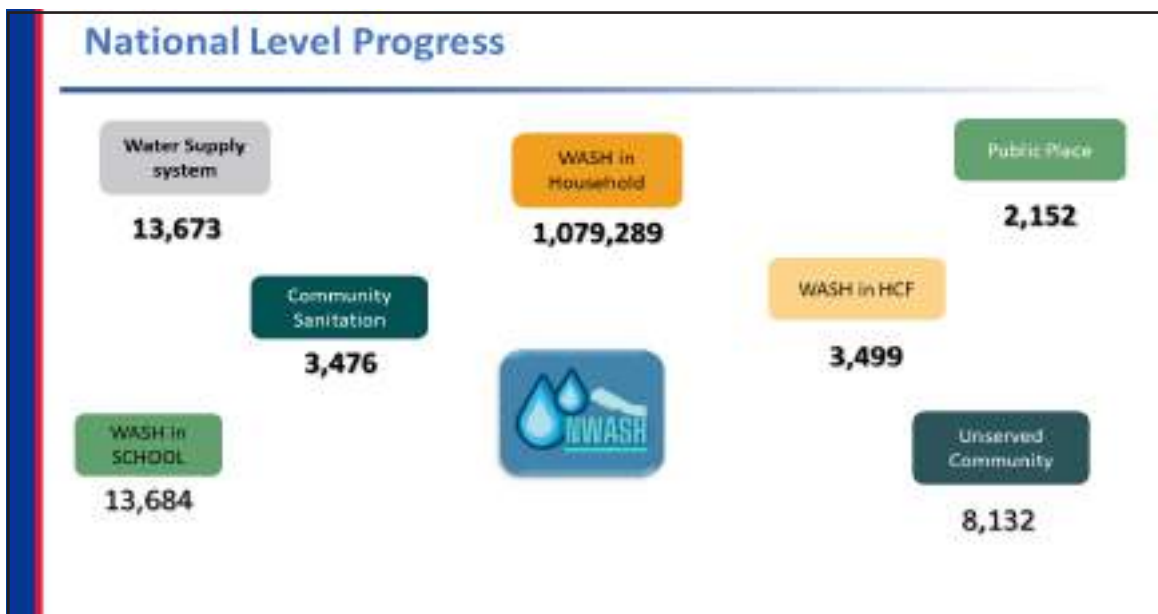 National Level Progress
Water Supply
system
13,673
WASH in
Household
1,079,289
Public Place
2,152
Community
Sanitation
3,476
WASH in HCF
3,499
NWASH
WASH in
SCHOOL
13,684
Unserved
Community
8,132